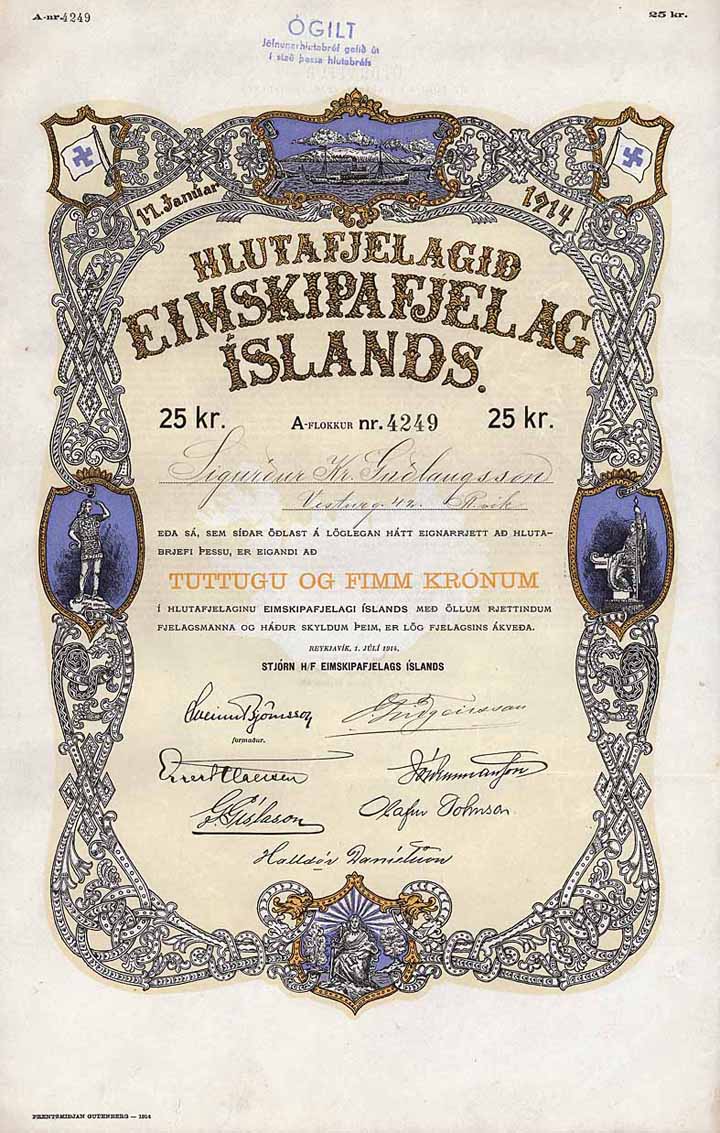 A-nr. 4249
25 kr.
ÓGILT
Jöfnunarhlutabréf gefið út
í stað þessa hlutabréfs
17. Janúar
1914
HLUTAFJELAGIÐ
EIMSKIPAFJELAG
ÍSLANDS.
25 kr. A-FLOKKUR nr. 4249 25 kr.
Sigurður Kr. Guðlaugsson
Vesturg. 42. Rvík
EÐA SÁ, SEM SÍÐAR ÖÐLAST Á LÖGLEGAN HÁTT EIGNARRJETT AÐ HLUTA-
BRJEFI ÞESSU, ER EIGANDI AÐ
TUTTUGU OG FIMM KRÓNUM
Í HLUTAFJELAGINU EIMSKIPAFJELAGI ÍSLANDS MEÐ ÖLLUM RJETTINDUM
FJELAGSMANNA OG HÁÐUR SKYLDUM ÞEIM, ER LÖG FJELAGSINS ÁKVEÐA.
REYKJAVÍK, 1. JÚLÍ 1914.
STJÓRN H/F EIMSKIPAFJELAGS ÍSLANDS
Sveinn Björnsson
formaður.
Eggert Claessen
G. Gíslason
Olafur Johnson
Halldór Daníelsson
PRENTSMIÐJAN GUTENBERG — 1914